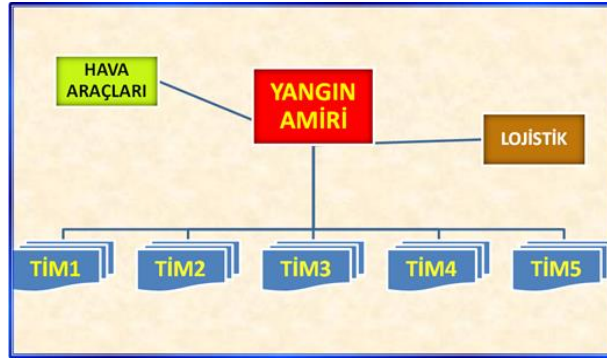 HAVA
ARAÇLARI
YANGIN
AMİRİ
LOJİSTİK
TİM1
TİM2
TİM3
TİM4
TİM5